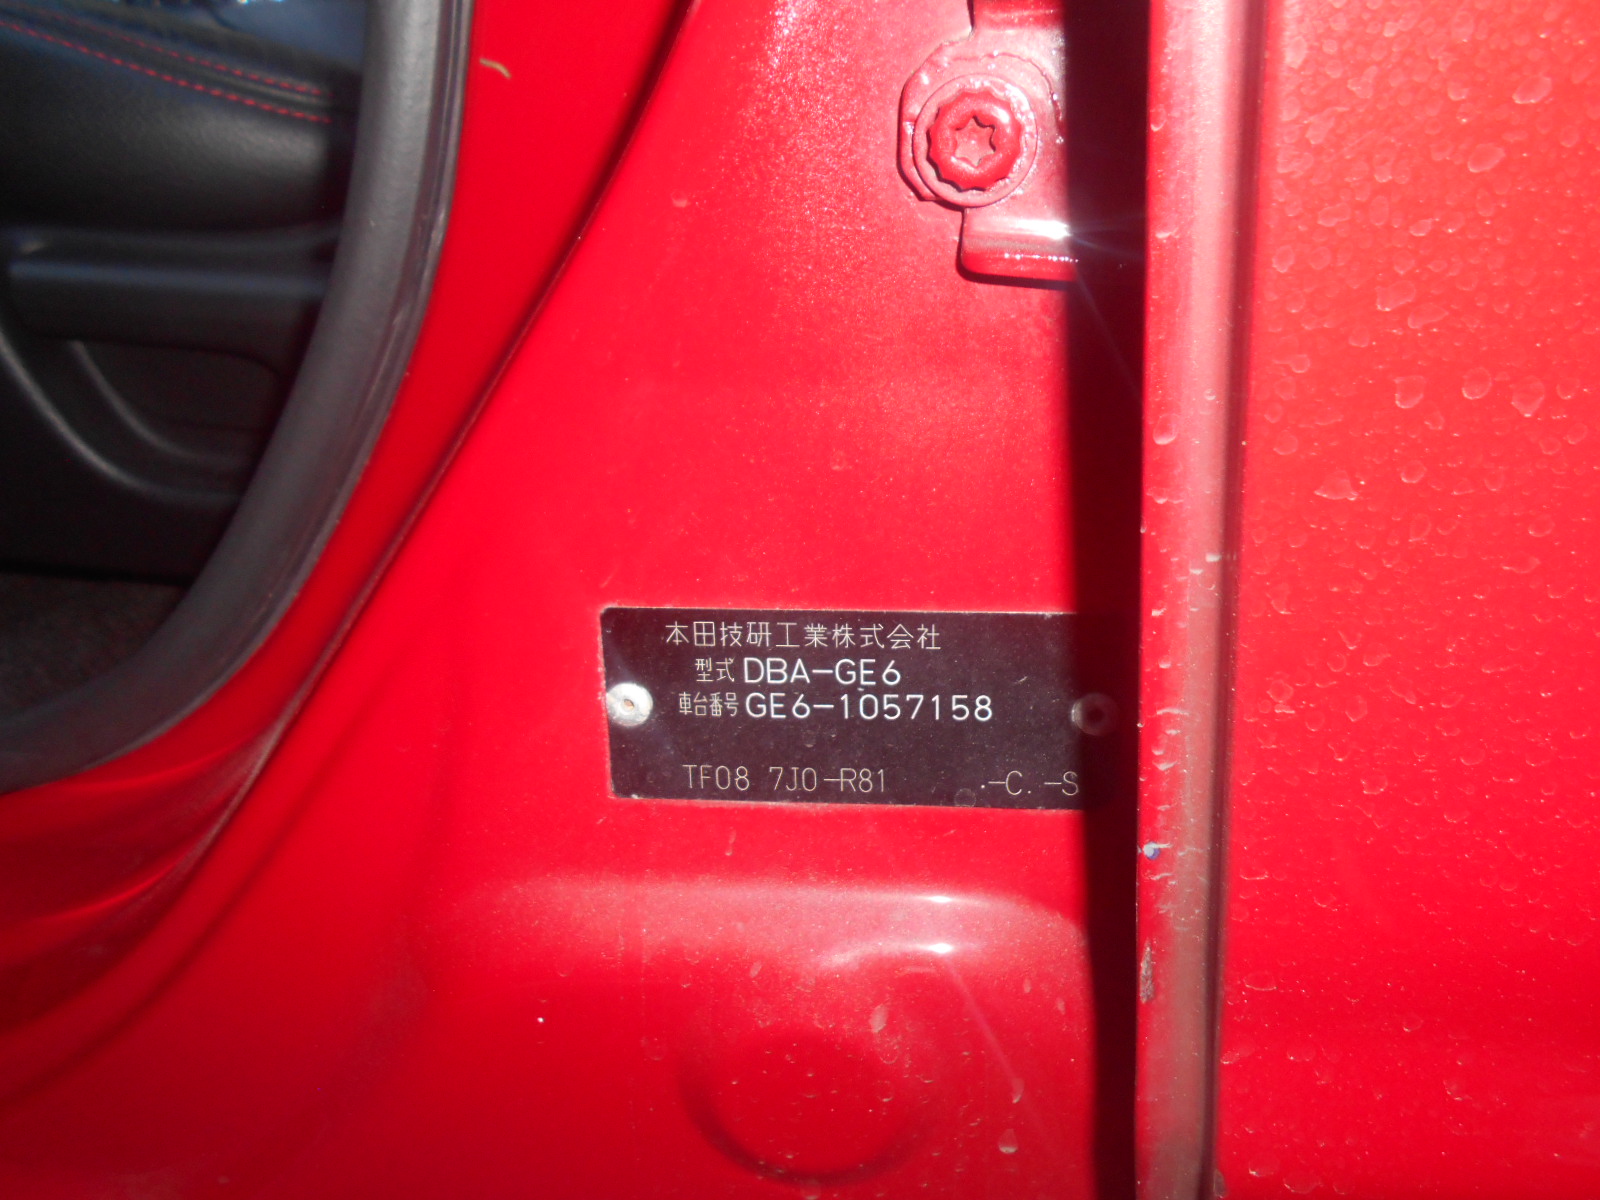 本田技研工業株式会社
型式 DBA-GE6
車台番号 GE6-1057158
TF08 7J0-R81 .-C. -S